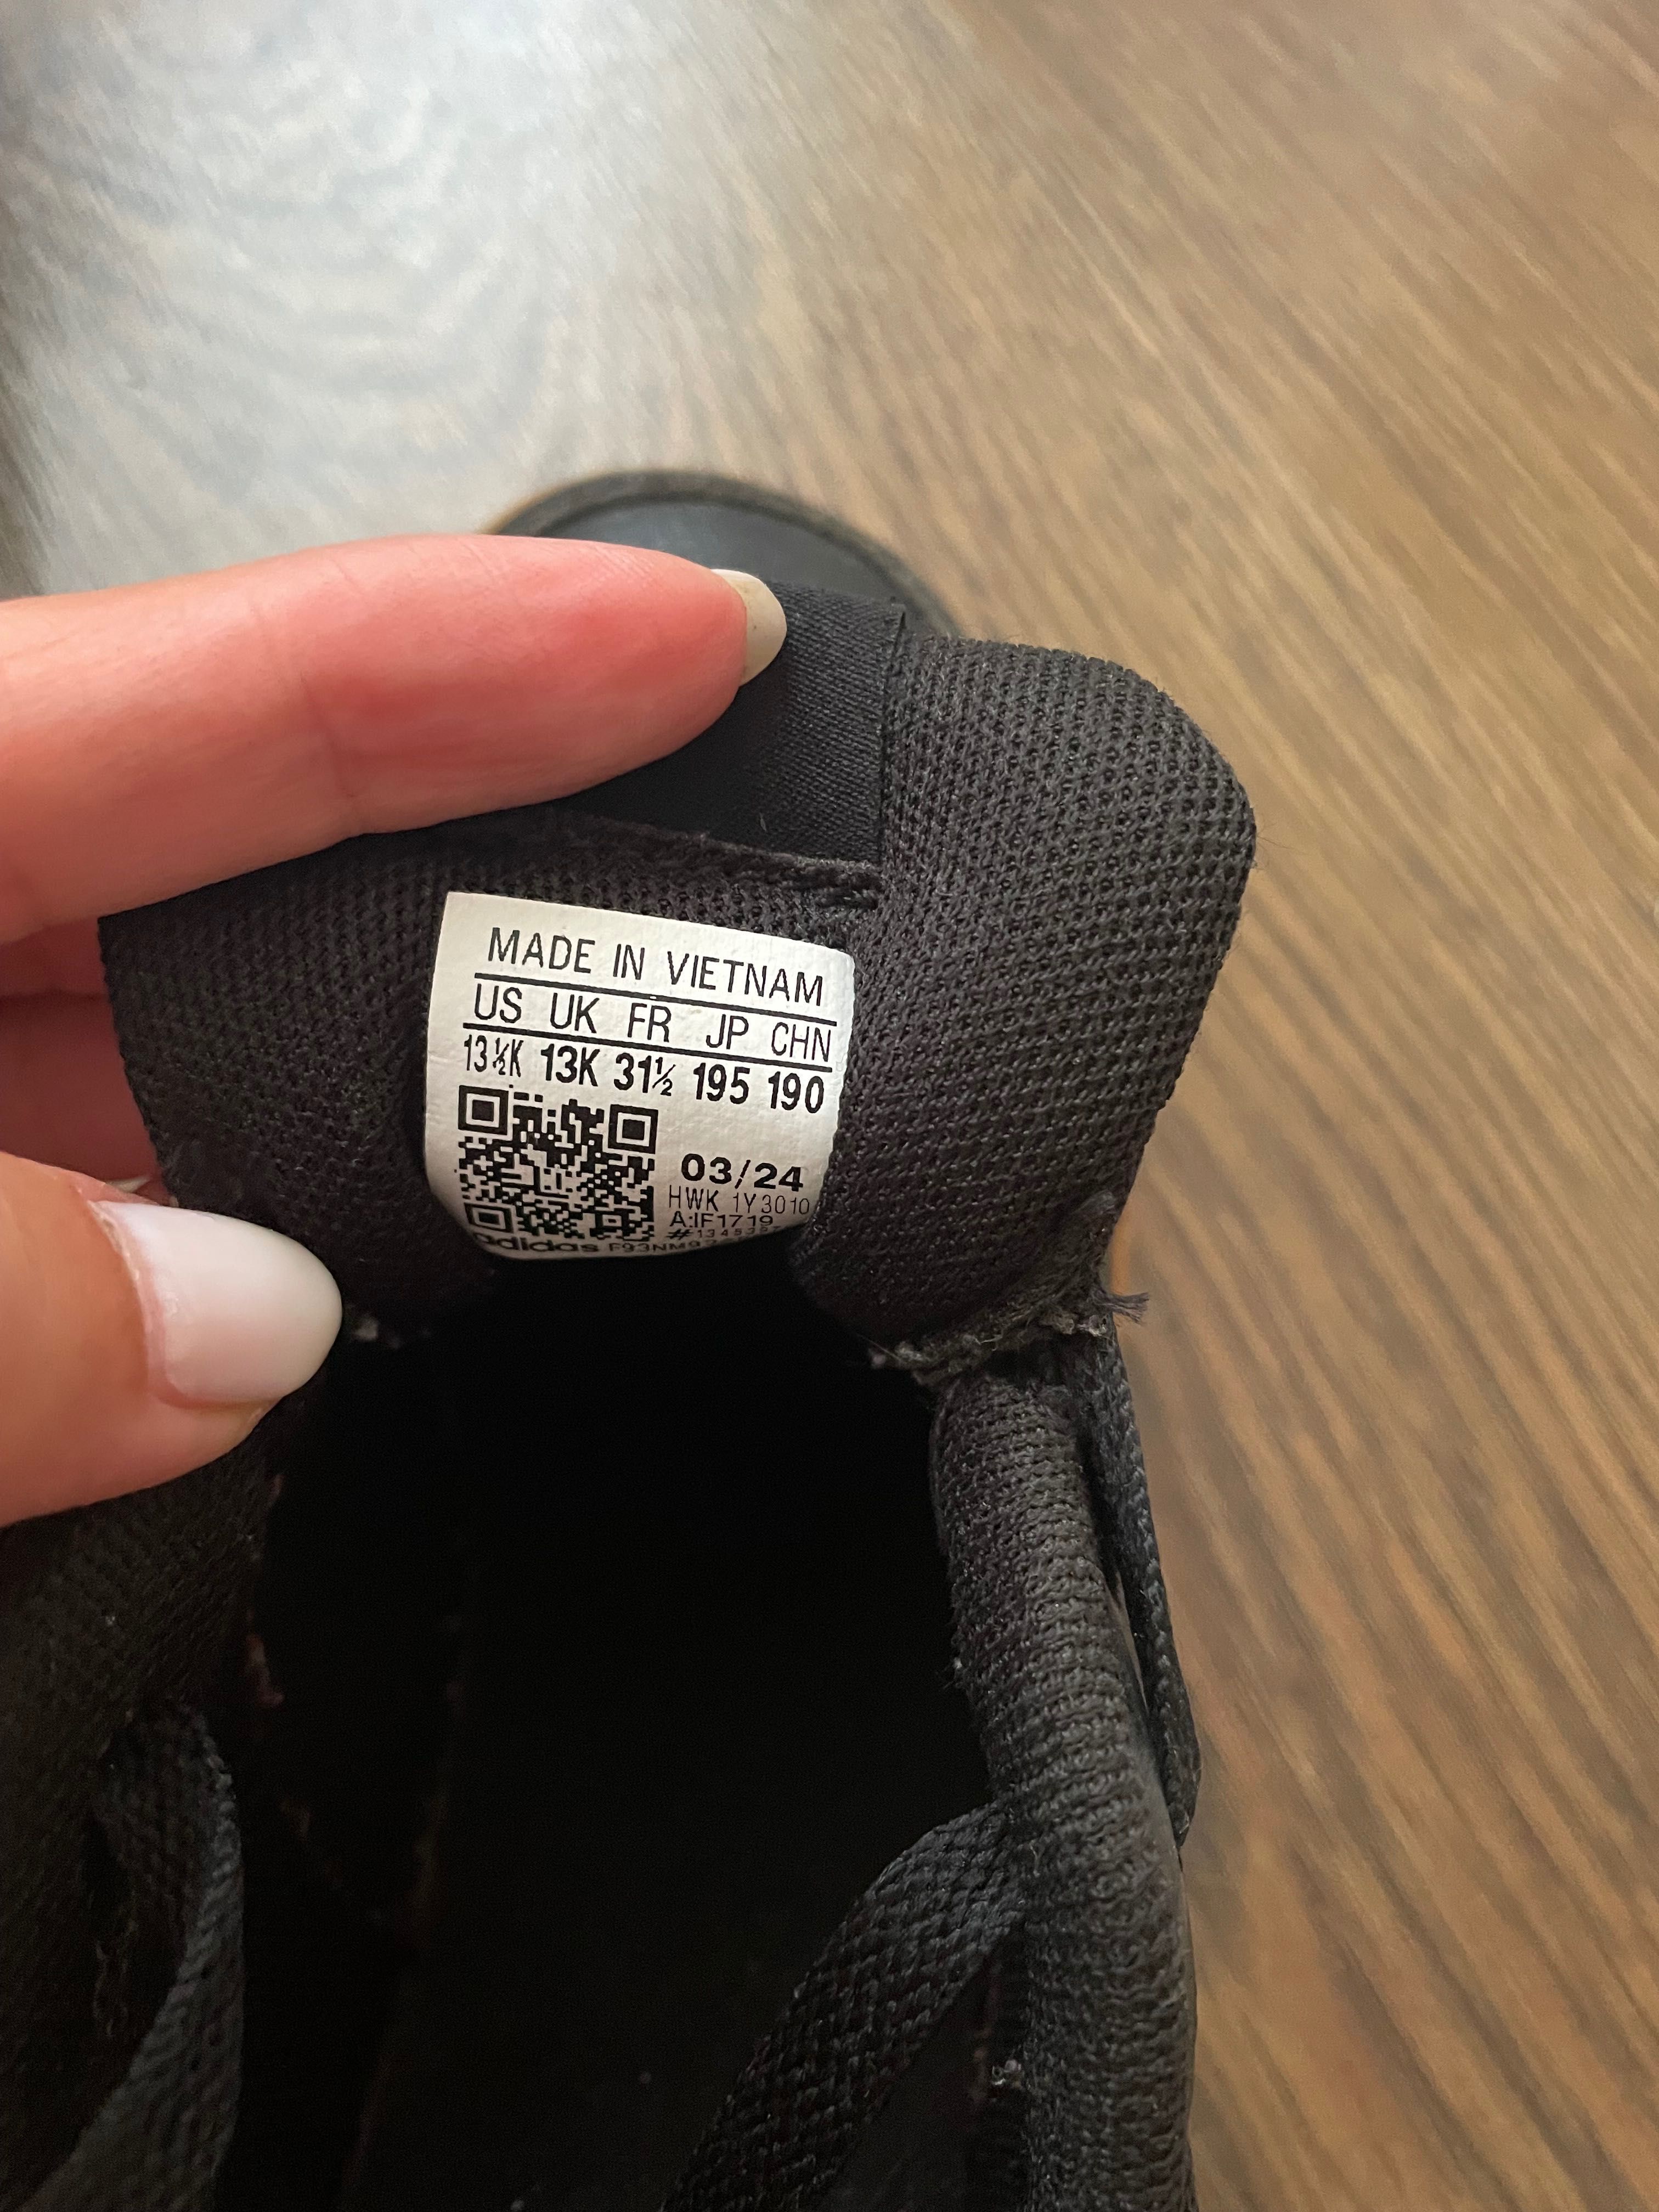 MADE IN VIETNAM
US UK FR JP CHN
13½K 13K 31½ 195 190
03/24
HWK 1Y3010
A:IF1719
adidas